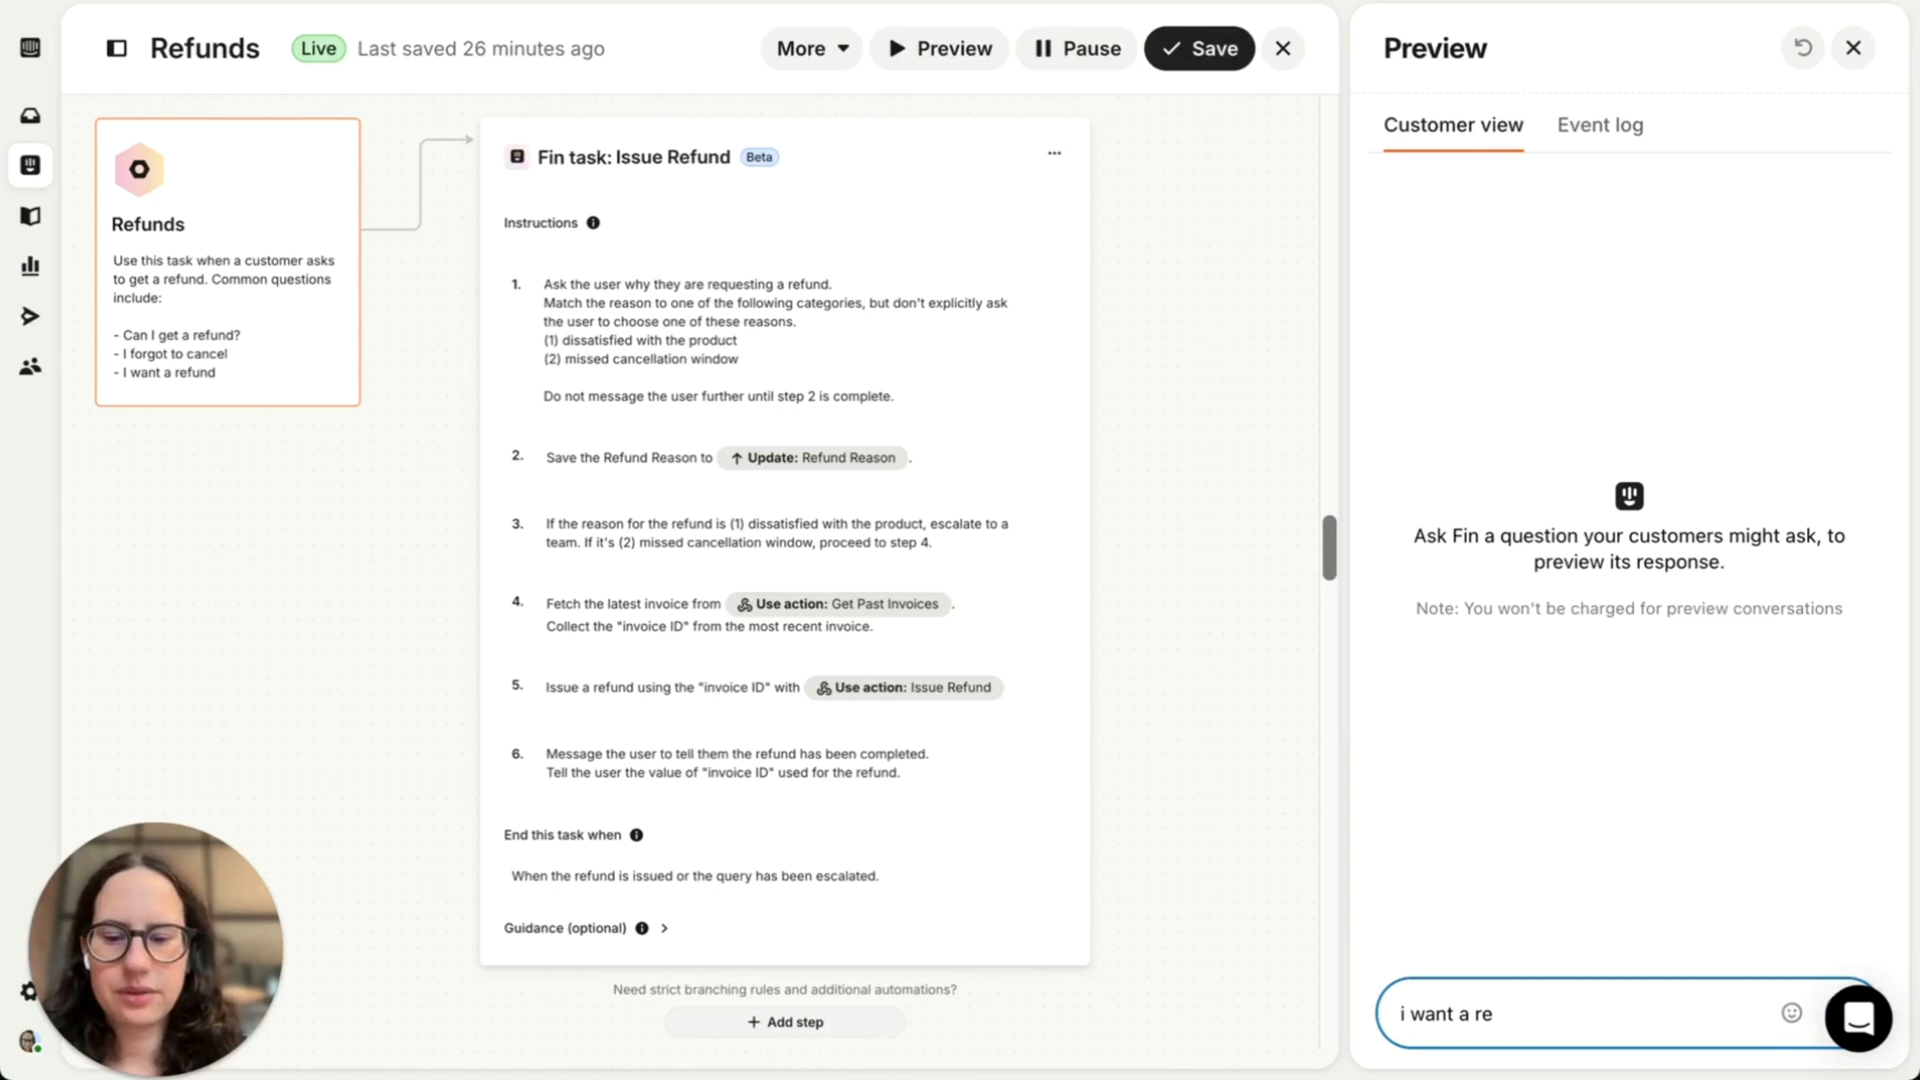 Refunds
Live
Last saved 26 minutes ago
More
Preview
Pause
Save
Refunds
Use this task when a customer asks
to get a refund. Common questions
include:
- Can I get a refund?
- I forgot to cancel
- I want a refund
Fin task: Issue Refund
Beta
Instructions
1. Ask the user why they are requesting a refund.
Match the reason to one of the following categories, but don't explicitly ask
the user to choose one of these reasons.
(1) dissatisfied with the product
(2) missed cancellation window
Do not message the user further until step 2 is complete.
2. Save the Refund Reason to Update: Refund Reason .
3. If the reason for the refund is (1) dissatisfied with the product, escalate to a
team. If it's (2) missed cancellation window, proceed to step 4.
4. Fetch the latest invoice from Use action: Get Past Invoices .
Collect the "invoice ID" from the most recent invoice.
5. Issue a refund using the "invoice ID" with Use action: Issue Refund
6. Message the user to tell them the refund has been completed.
Tell the user the value of "invoice ID" used for the refund.
End this task when
When the refund is issued or the query has been escalated.
Guidance (optional)
Need strict branching rules and additional automations?
+ Add step
Preview
Customer view
Event log
Ask Fin a question your customers might ask, to
preview its response.
Note: You won't be charged for preview conversations
i want a re